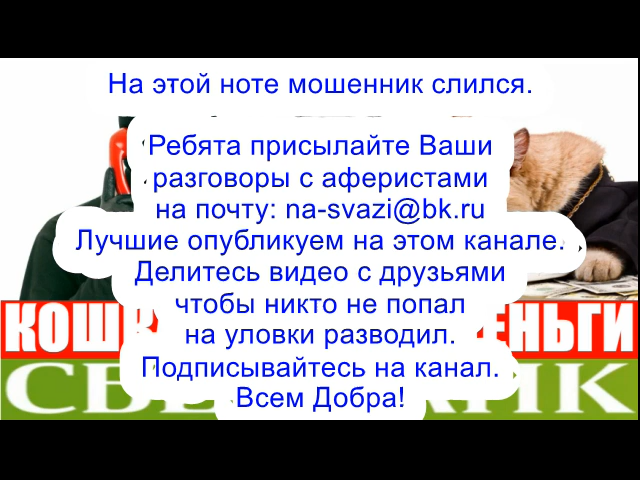 На этой ноте мошенник слился.
Ребята присылайте Ваши
разговоры с аферистами
на почту: na-svazi@bk.ru
Лучшие опубликуем на этом канале.
Делитесь видео с друзьями
чтобы никто не попал
на уловки разводил.
Подписывайтесь на канал.
Всем Добра!